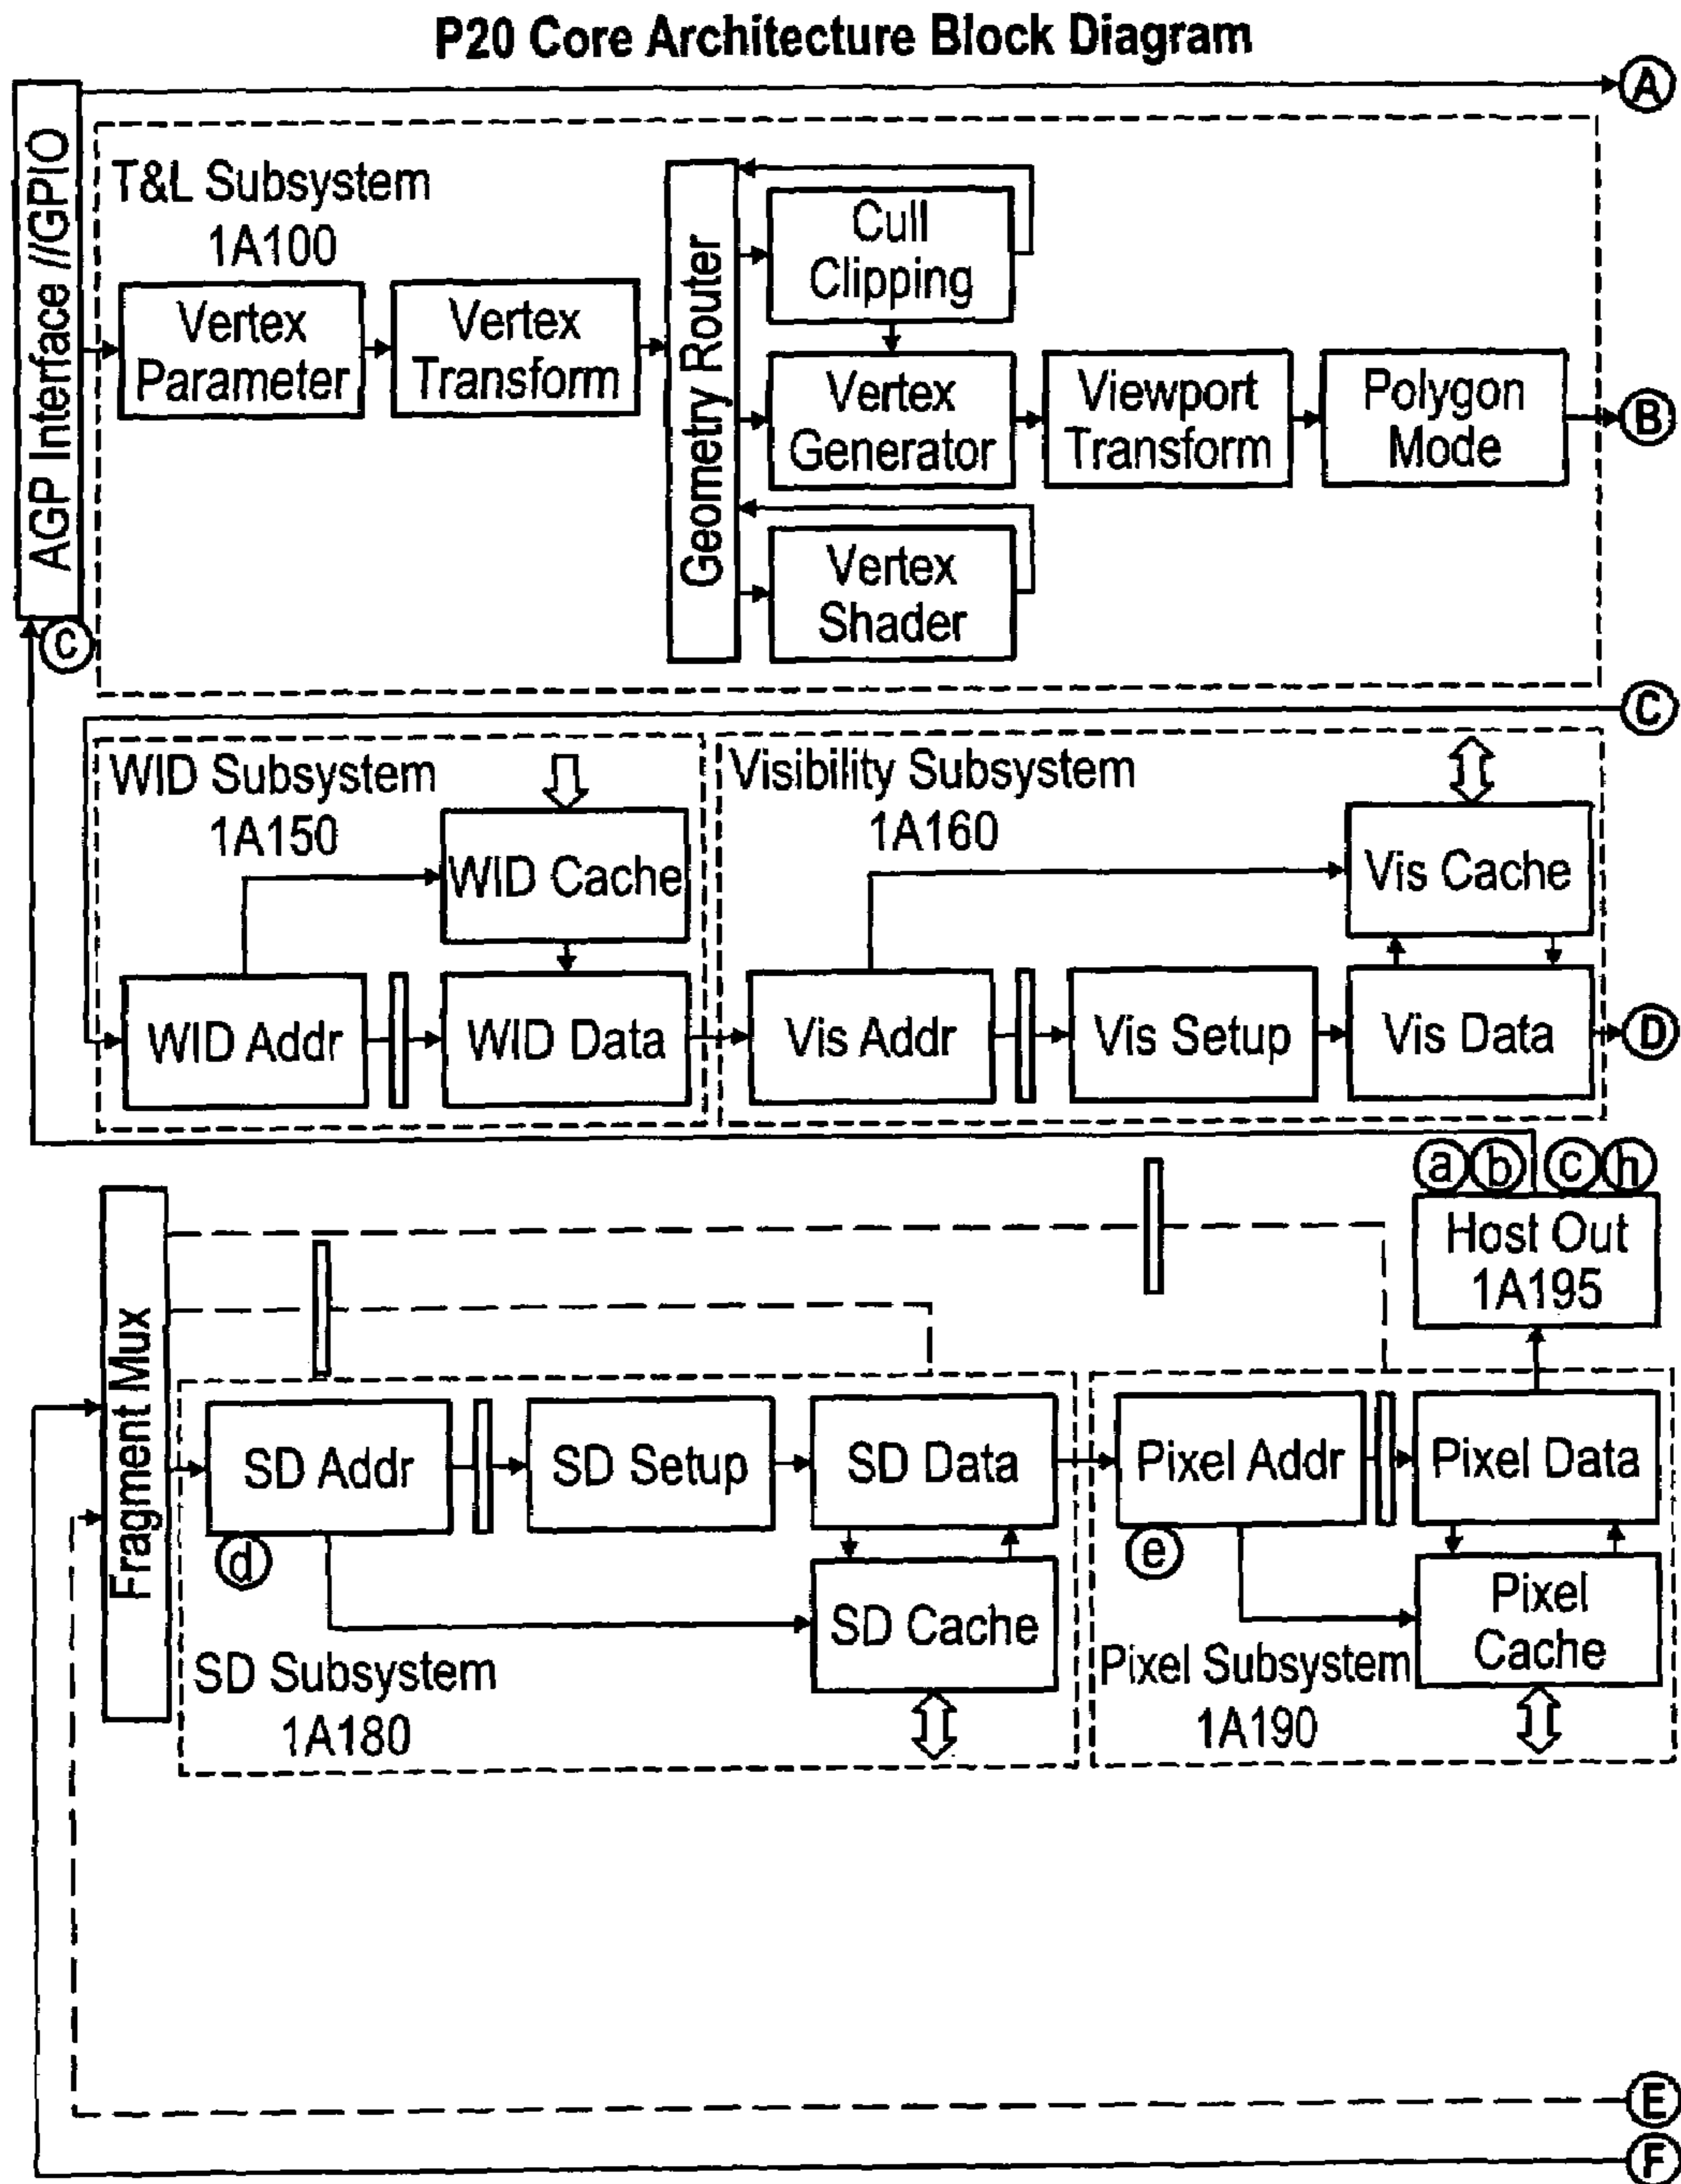 P20 Core Architecture Block Diagram
A
AGP Interface //GPIO
T&L Subsystem
1A100
Vertex
Parameter
Vertex
Transform
Geometry Router
Cull
Clipping
Vertex
Generator
Viewport
Transform
Polygon
Mode
B
Vertex
Shader
c
C
WID Subsystem
1A150
WID Cache
WID Addr
WID Data
Visibility Subsystem
1A160
Vis Cache
Vis Addr
Vis Setup
Vis Data
D
a b c h
Host Out
1A195
Fragment Mux
SD Addr
SD Setup
SD Data
d
SD Cache
SD Subsystem
1A180
Pixel Addr
Pixel Data
e
Pixel
Cache
Pixel Subsystem
1A190
E
F